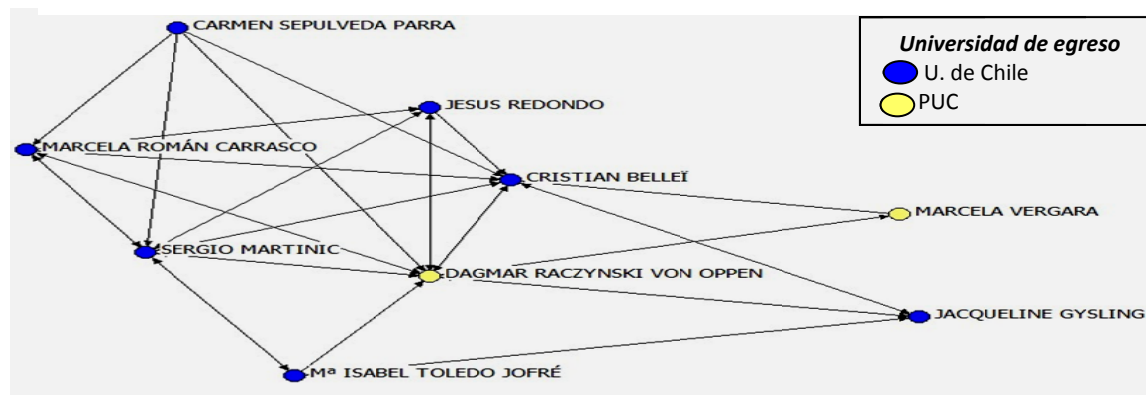 CARMEN SEPULVEDA PARRA
Universidad de egreso
U. de Chile
PUC
JESUS REDONDO
MARCELA ROMÁN CARRASCO
CRISTIAN BELLEÏ
MARCELA VERGARA
SERGIO MARTINIC
DAGMAR RACZYNSKI VON OPPEN
JACQUELINE GYSLING
Mª ISABEL TOLEDO JOFRÉ